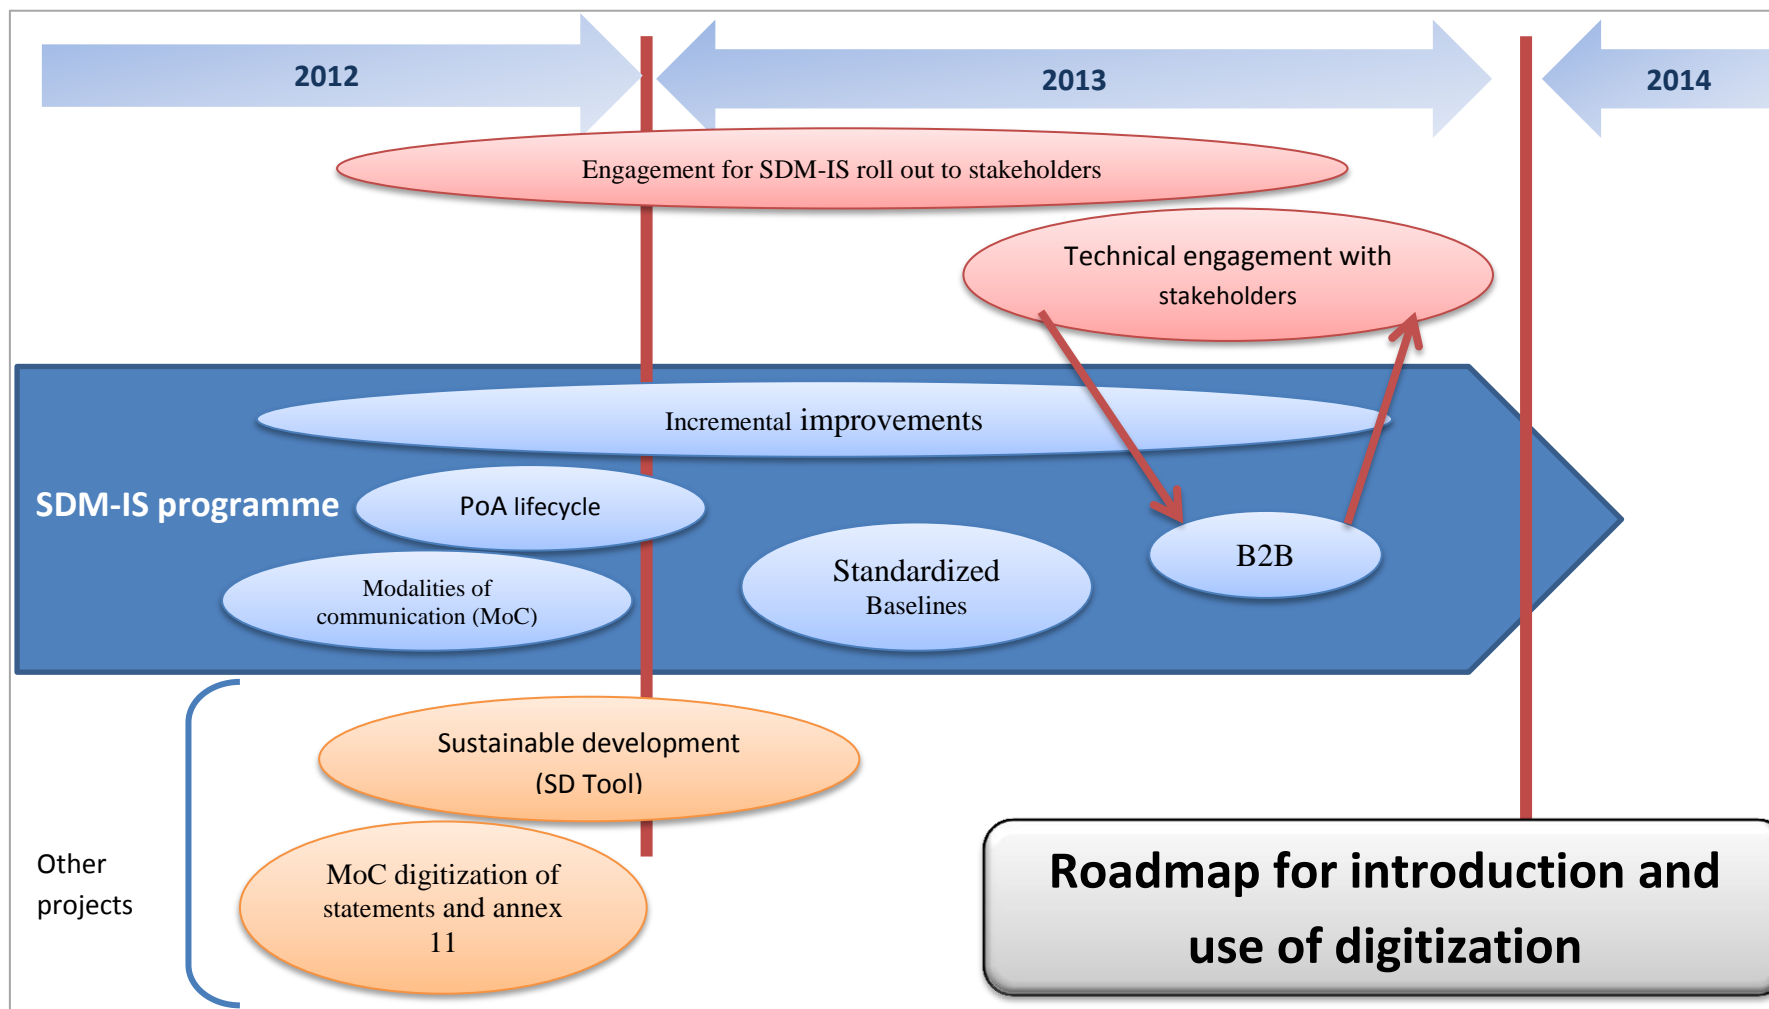 2012
2013
2014
Engagement for SDM-IS roll out to stakeholders
Technical engagement with
stakeholders
Incremental improvements
SDM-IS programme
PoA lifecycle
Modalities of
communication (MoC)
Standardized
Baselines
B2B
Sustainable development
(SD Tool)
Other
projects
MoC digitization of
statements and annex
11
Roadmap for introduction and
use of digitization